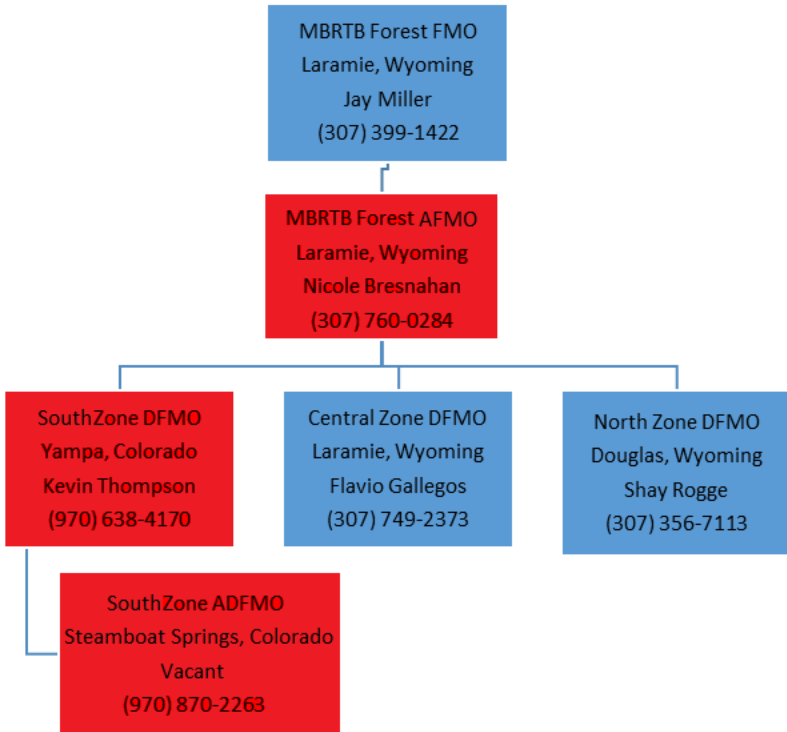 MBRTB Forest FMO
Laramie, Wyoming
Jay Miller
(307) 399-1422
MBRTB Forest AFMO
Laramie, Wyoming
Nicole Bresnahan
(307) 760-0284
SouthZone DFMO
Yampa, Colorado
Kevin Thompson
(970) 638-4170
Central Zone DFMO
Laramie, Wyoming
Flavio Gallegos
(307) 749-2373
North Zone DFMO
Douglas, Wyoming
Shay Rogge
(307) 356-7113
SouthZone ADFMO
Steamboat Springs, Colorado
Vacant
(970) 870-2263